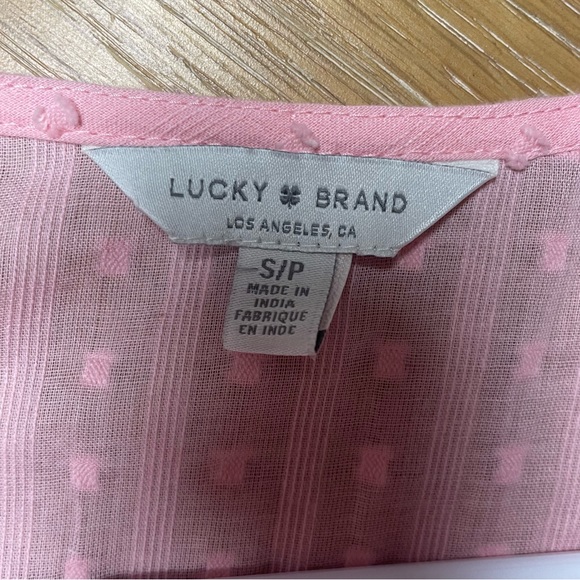 LUCKY BRAND
LOS ANGELES, CA
S/P
MADE IN
INDIA
FABRIQUE
EN INDE